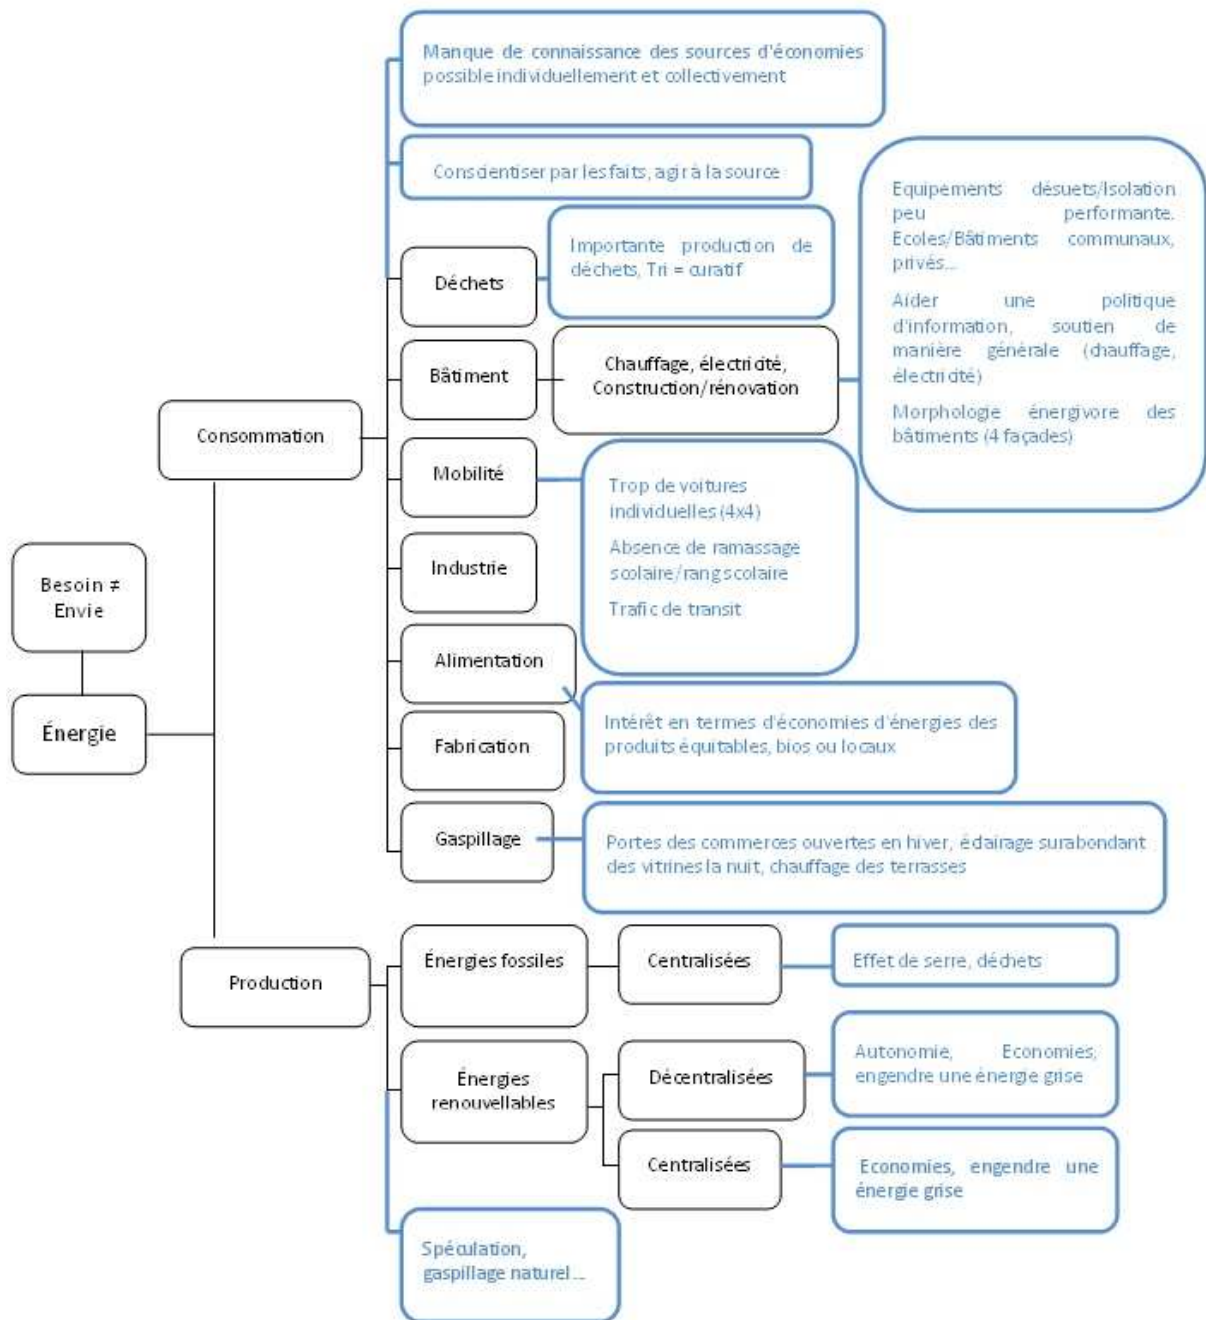 Manque de connaissance des sources d'économies
possible individuellement et collectivement
Conscientiser par les faits, agir à la source
Equipements désuets/Isolation
peu performante.
Ecoles/Bâtiments communaux,
privés...
Aider une politique
d'information, soutien de
manière générale (chauffage,
électricité)
Morphologie énergivore des
bâtiments (4 façades)
Importante production de
déchets, Tri = curatif
Déchets
Bâtiment
Chauffage, électricité,
Construction/rénovation
Consommation
Mobilité
Trop de voitures
individuelles (4x4)
Absence de ramassage
scolaire/rang scolaire
Trafic de transit
Industrie
Besoin ≠
Envie
Énergie
Alimentation
Intérêt en termes d'économies d'énergies des
produits équitables, bios ou locaux
Fabrication
Gaspillage
Portes des commerces ouvertes en hiver, éclairage surabondant
des vitrines la nuit, chauffage des terrasses
Production
Énergies fossiles
Centralisées
Effet de serre, déchets
Énergies
renouvellables
Décentralisées
Autonomie, Economies,
engendre une énergie grise
Centralisées
Economies, engendre une
énergie grise
Spéculation,
gaspillage naturel...